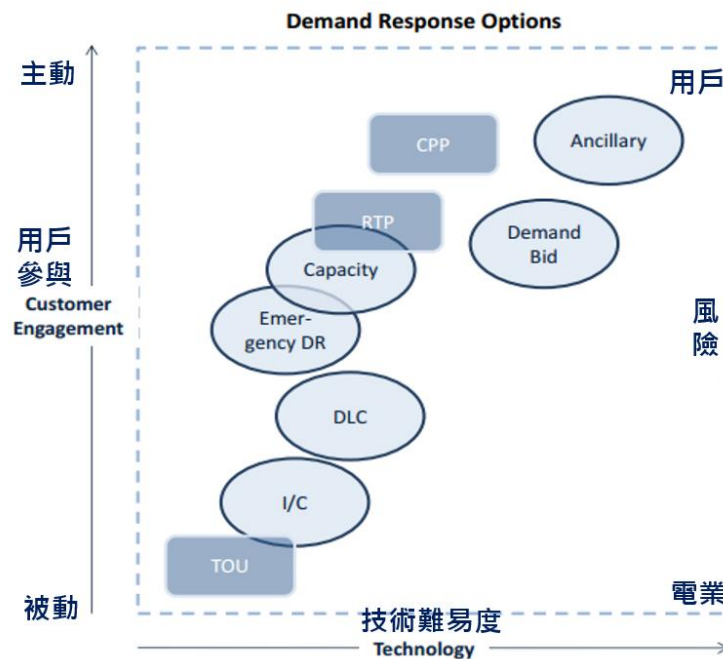 Demand Response Options
主動
用戶
CPP
Ancillary
RTP
Demand
Bid
用戶
參與
Customer
Engagement
Capacity
Emer-
gency DR
風
險
DLC
I/C
TOU
被動
電業
技術難易度
Technology